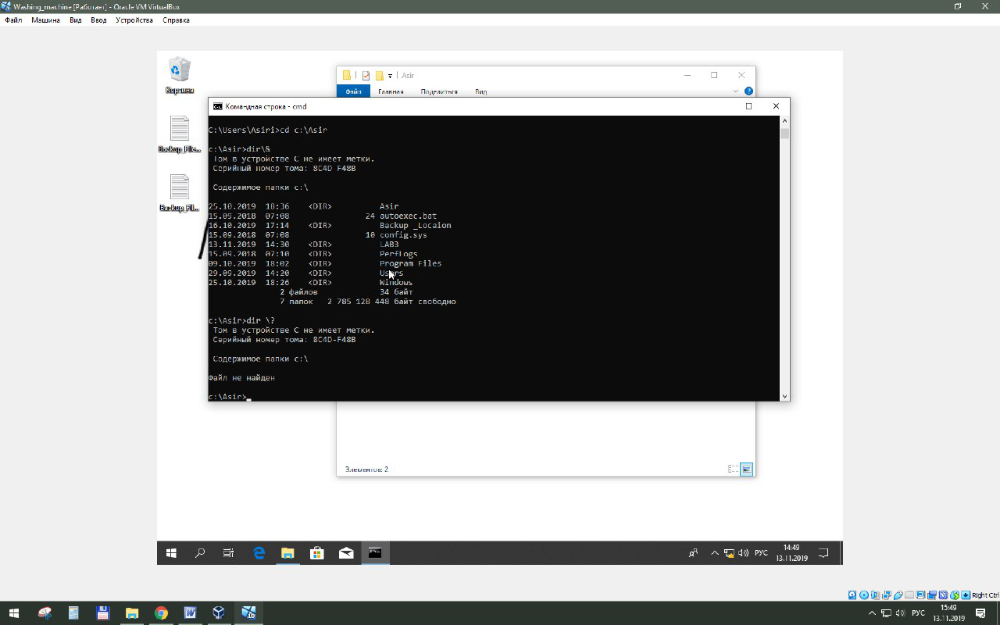 Washing_machine [Работает] - Oracle VM VirtualBox
Файл Машина Вид Ввод Устройства Справка
Корзина
Backup_File...
Backup_Fil...
Asir
Файл Главная Поделиться Вид
Командная строка - cmd
C:\Users\Asiri>cd c:\Asir
c:\Asir>dir\&
Том в устройстве C не имеет метки.
Серийный номер тома: 8C4D-F48B
Содержимое папки c:\
25.10.2019 18:36 <DIR> Asir
15.09.2018 07:08 24 autoexec.bat
16.10.2019 17:14 <DIR> Backup _Locaion
15.09.2018 07:08 10 config.sys
13.11.2019 14:30 <DIR> LAB3
15.09.2018 07:10 <DIR> PerfLogs
09.10.2019 18:02 <DIR> Program Files
29.09.2019 14:20 <DIR> Users
25.10.2019 18:26 <DIR> Windows
2 файлов 34 байт
7 папок 2 785 128 448 байт свободно
c:\Asir>dir \?
Том в устройстве C не имеет метки.
Серийный номер тома: 8C4D-F48B
Содержимое папки c:\
Файл не найден
c:\Asir>
Элементов: 2
РУС
14:49
13.11.2019
Right Ctrl
РУС
15:49
13.11.2019